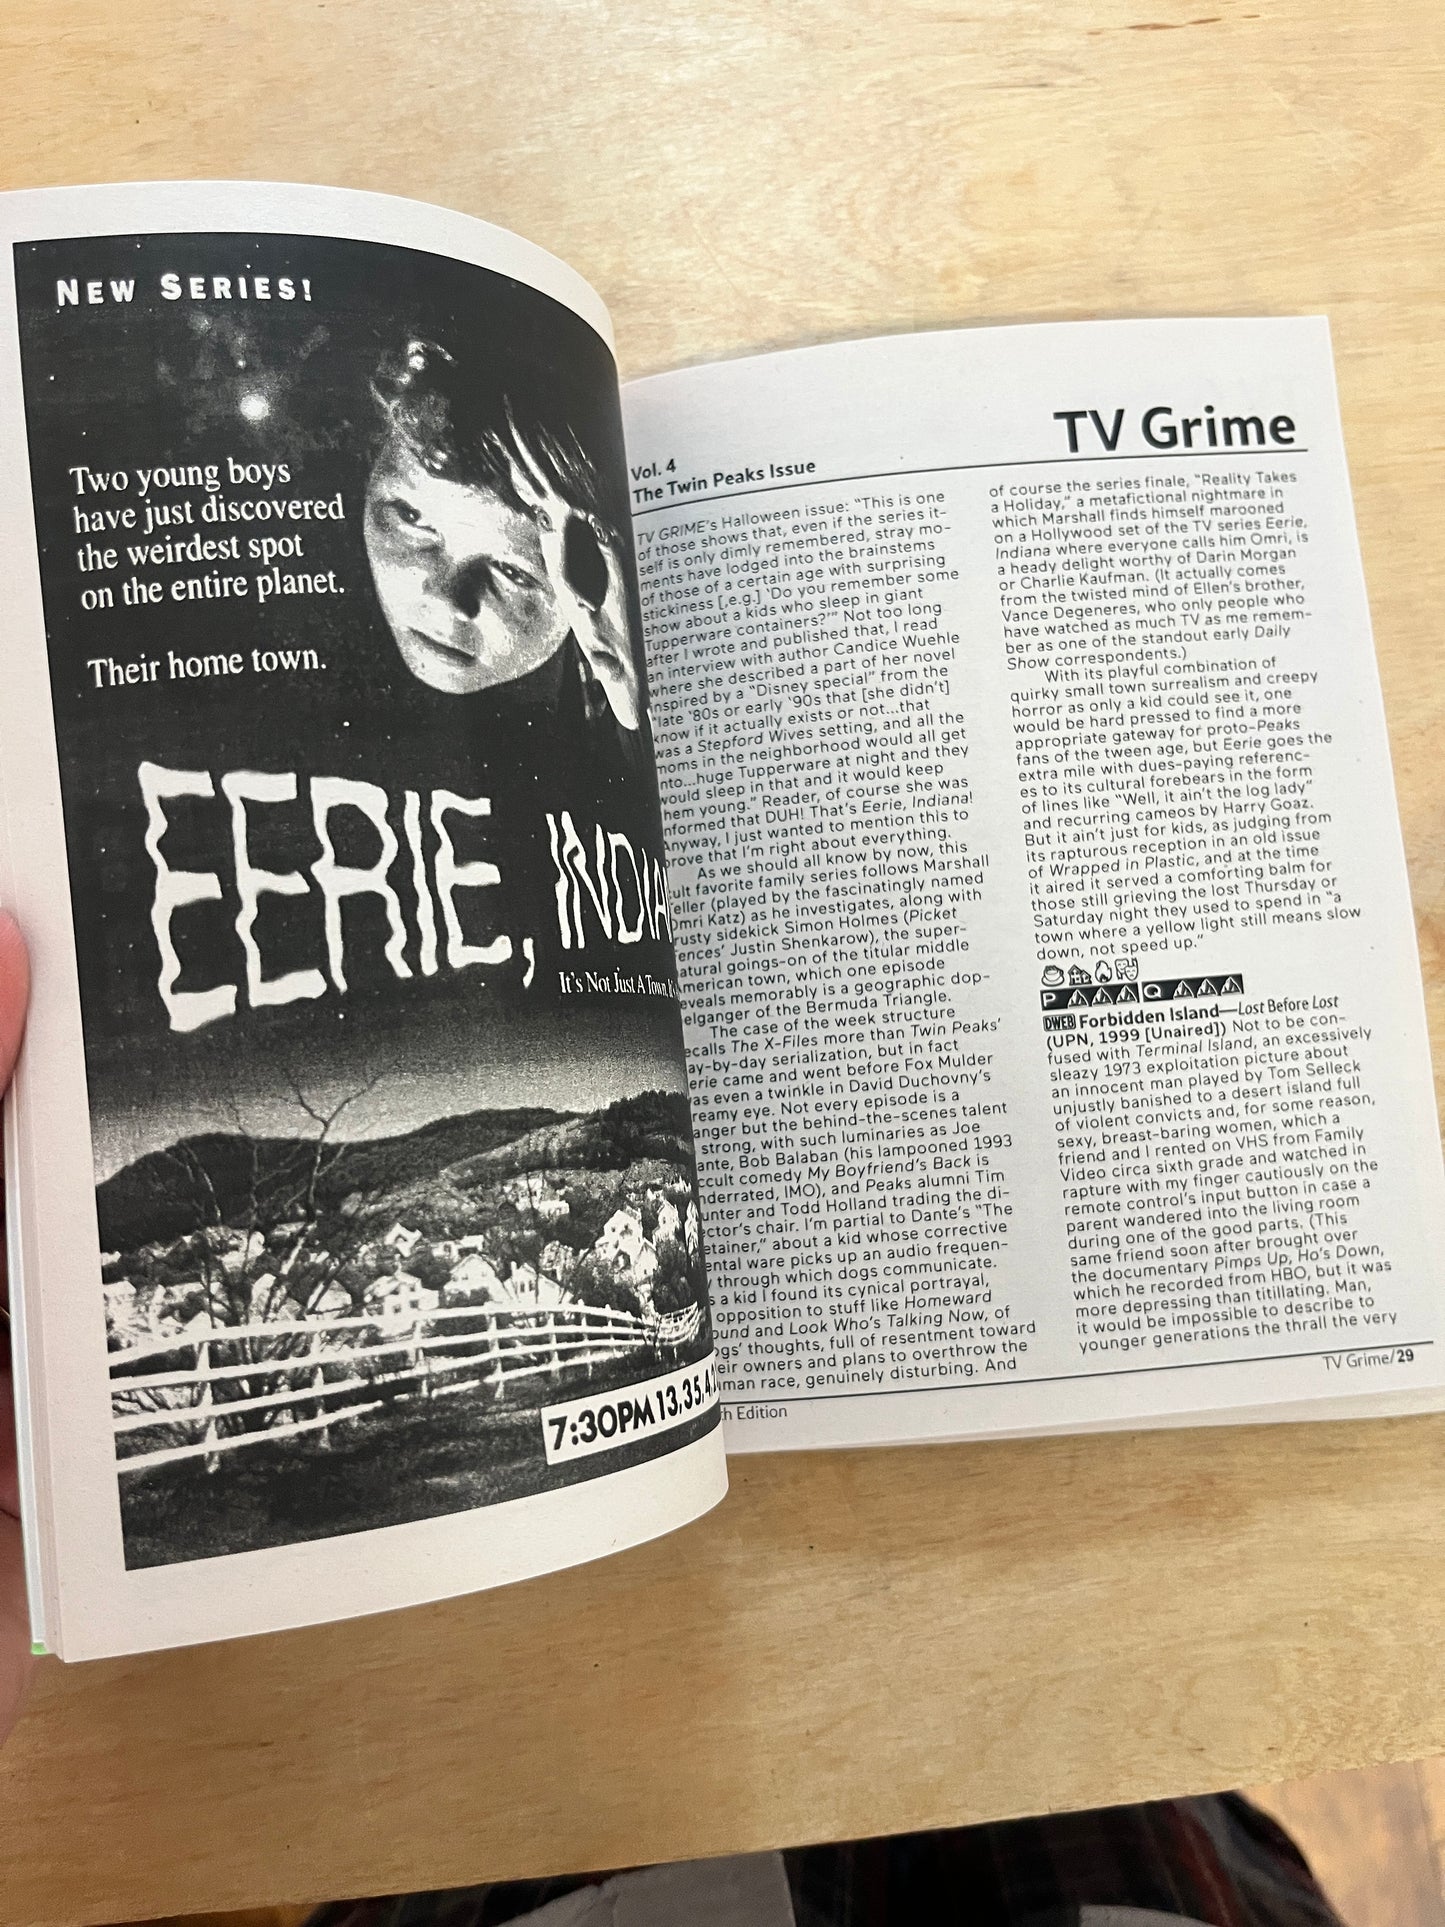 NEW SERIES!
Two young boys
have just discovered
the weirdest spot
on the entire planet.
Their home town.
EERIE, INDIA
It's Not Just A Town,
7:30PM 13,35,4,
TV Grime
Vol. 4
The Twin Peaks Issue
TV GRIME's Halloween issue: "This is one
of those shows that, even if the series it-
self is only dimly remembered, stray mo-
ments have lodged into the brainstems
of those of a certain age with surprising
stickiness [,e.g.] 'Do you remember some
show about a kids who sleep in giant
Tupperware containers?'" Not too long
after I wrote and published that, I read
an interview with author Candice Wuehle
where she described a part of her novel
inspired by a "Disney special" from the
"late '80s or early '90s that [she didn't]
know if it actually exists or not...that
was a Stepford Wives setting, and all the
moms in the neighborhood would all get
nto...huge Tupperware at night and they
would sleep in that and it would keep
hem young." Reader, of course she was
nformed that DUH! That's Eerie, Indiana!
Anyway, I just wanted to mention this to
prove that I'm right about everything.
As we should all know by now, this
ult favorite family series follows Marshall
eller (played by the fascinatingly named
Omri Katz) as he investigates, along with
rusty sidekick Simon Holmes (Picket
ences' Justin Shenkarow), the super-
atural goings-on of the titular middle
merican town, which one episode
eveals memorably is a geographic dop-
elganger of the Bermuda Triangle.
The case of the week structure
ecalls The X-Files more than Twin Peaks'
ay-by-day serialization, but in fact
erie came and went before Fox Mulder
as even a twinkle in David Duchovny's
reamy eye. Not every episode is a
anger but the behind-the-scenes talent
strong, with such luminaries as Joe
ante, Bob Balaban (his lampooned 1993
ccult comedy My Boyfriend's Back is
nderrated, IMO), and Peaks alumni Tim
unter and Todd Holland trading the di-
ector's chair. I'm partial to Dante's "The
etainer," about a kid whose corrective
ental ware picks up an audio frequen-
y through which dogs communicate.
s a kid I found its cynical portrayal,
opposition to stuff like Homeward
ound and Look Who's Talking Now, of
ogs' thoughts, full of resentment toward
eir owners and plans to overthrow the
man race, genuinely disturbing. And
of course the series finale, "Reality Takes
a Holiday," a metafictional nightmare in
which Marshall finds himself marooned
on a Hollywood set of the TV series Eerie,
Indiana where everyone calls him Omri, is
a heady delight worthy of Darin Morgan
or Charlie Kaufman. (It actually comes
from the twisted mind of Ellen's brother,
Vance Degeneres, who only people who
have watched as much TV as me remem-
ber as one of the standout early Daily
Show correspondents.)
With its playful combination of
quirky small town surrealism and creepy
horror as only a kid could see it, one
would be hard pressed to find a more
appropriate gateway for proto-Peaks
fans of the tween age, but Eerie goes the
extra mile with dues-paying referenc-
es to its cultural forebears in the form
of lines like "Well, it ain't the log lady"
and recurring cameos by Harry Goaz.
But it ain't just for kids, as judging from
its rapturous reception in an old issue
of Wrapped in Plastic, and at the time
it aired it served a comforting balm for
those still grieving the lost Thursday or
Saturday night they used to spend in "a
town where a yellow light still means slow
down, not speed up."
P Q
DWEB Forbidden Island—Lost Before Lost
(UPN, 1999 [Unaired]) Not to be con-
fused with Terminal Island, an excessively
sleazy 1973 exploitation picture about
an innocent man played by Tom Selleck
unjustly banished to a desert island full
of violent convicts and, for some reason,
sexy, breast-baring women, which a
friend and I rented on VHS from Family
Video circa sixth grade and watched in
rapture with my finger cautiously on the
remote control's input button in case a
parent wandered into the living room
during one of the good parts. (This
same friend soon after brought over
the documentary Pimps Up, Ho's Down,
which he recorded from HBO, but it was
more depressing than titillating. Man,
it would be impossible to describe to
younger generations the thrall the very
h Edition
TV Grime/29